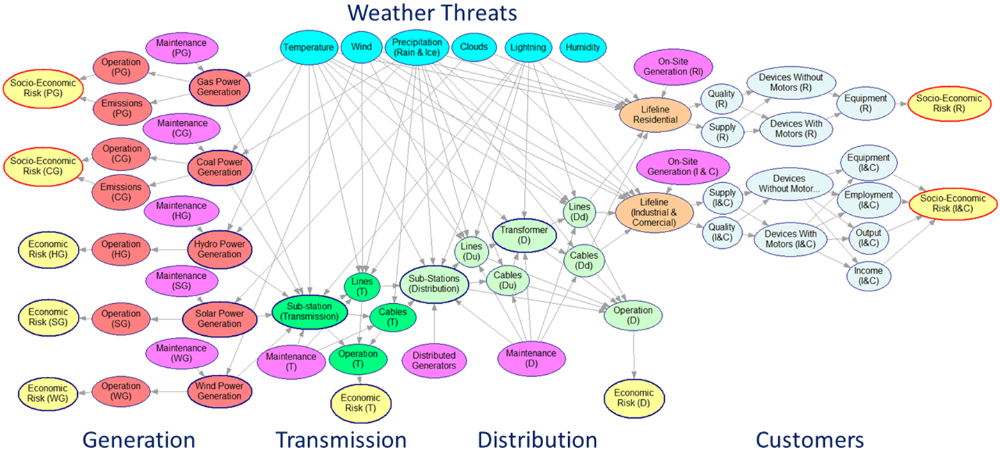 Weather Threats
Temperature
Wind
Precipitation
(Rain & Ice)
Clouds
Lightning
Humidity
Maintenance
(PG)
Operation
(PG)
Socio-Economic
Risk (PG)
Gas Power
Generation
Emissions
(PG)
Maintenance
(CG)
Operation
(CG)
Socio-Economic
Risk (CG)
Coal Power
Generation
Emissions
(CG)
Maintenance
(HG)
Economic
Risk (HG)
Operation
(HG)
Hydro Power
Generation
Maintenance
(SG)
Economic
Risk (SG)
Operation
(SG)
Solar Power
Generation
Maintenance
(WG)
Economic
Risk (WG)
Operation
(WG)
Wind Power
Generation
Sub-station
(Transmission)
Lines
(T)
Cables
(T)
Maintenance
(T)
Operation
(T)
Economic
Risk (T)
Sub-Stations
(Distribution)
Lines
(Du)
Cables
(Du)
Transformer
(D)
Lines
(Dd)
Cables
(Dd)
Distributed
Generators
Maintenance
(D)
Operation
(D)
Economic
Risk (D)
On-Site
Generation (RI)
Lifeline
Residential
Quality
(R)
Supply
(R)
Devices Without
Motors (R)
Devices With
Motors (R)
Equipment
(R)
Socio-Economic
Risk (R)
On-Site
Generation (I & C)
Lifeline
(Industrial &
Comercial)
Supply
(I&C)
Quality
(I&C)
Devices
Without Motor...
Devices With
Motors (I&C)
Equipment
(I&C)
Employment
(I&C)
Output
(I&C)
Income
(I&C)
Socio-Economic
Risk (I&C)
Generation
Transmission
Distribution
Customers